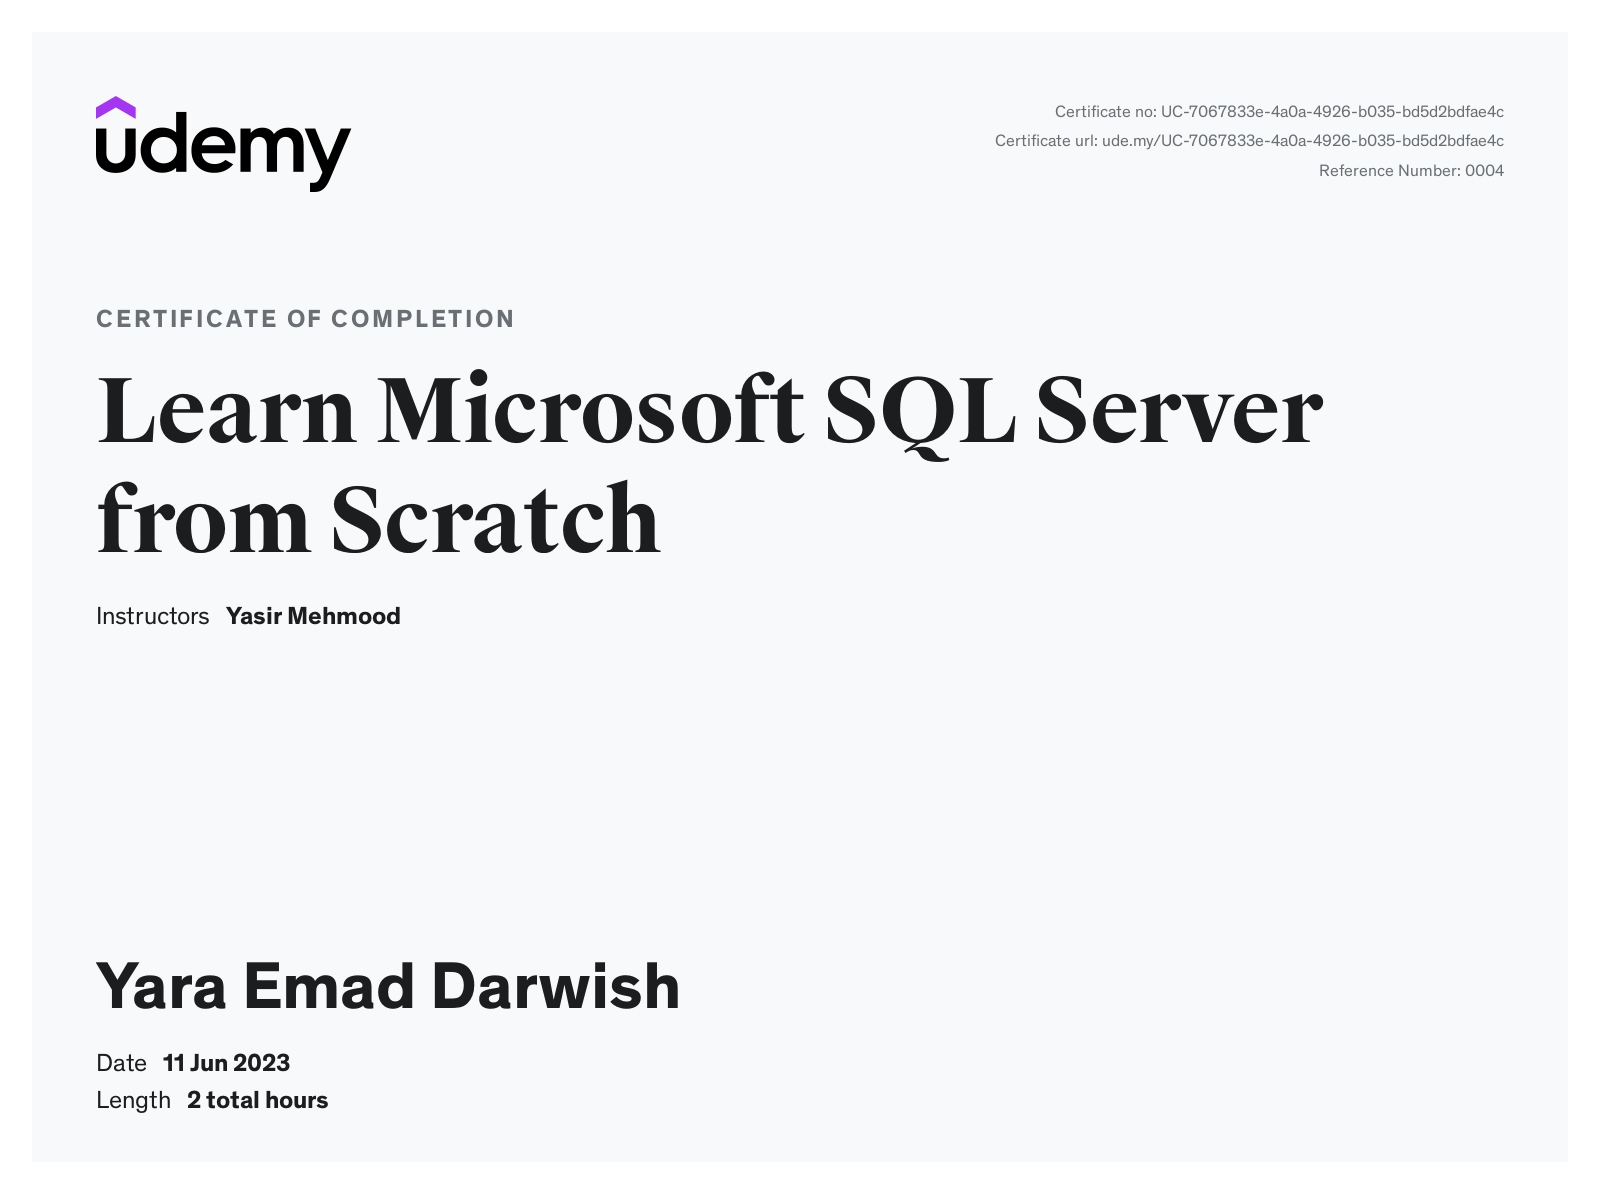 udemy
Certificate no: UC-7067833e-4a0a-4926-b035-bd5d2bdfae4c
Certificate url: ude.my/UC-7067833e-4a0a-4926-b035-bd5d2bdfae4c
Reference Number: 0004
CERTIFICATE OF COMPLETION
Learn Microsoft SQL Server
from Scratch
Instructors Yasir Mehmood
Yara Emad Darwish
Date 11 Jun 2023
Length 2 total hours